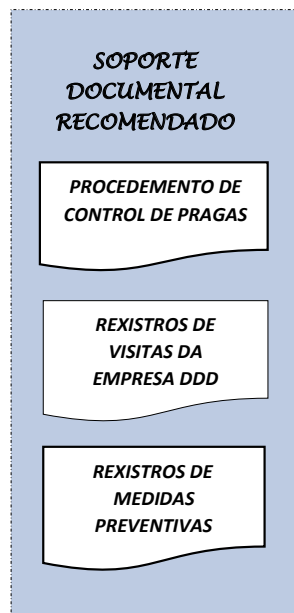 SOPORTE
DOCUMENTAL
RECOMENDADO
PROCEDEMENTO DE
CONTROL DE PRAGAS
REXISTROS DE
VISITAS DA
EMPRESA DDD
REXISTROS DE
MEDIDAS
PREVENTIVAS